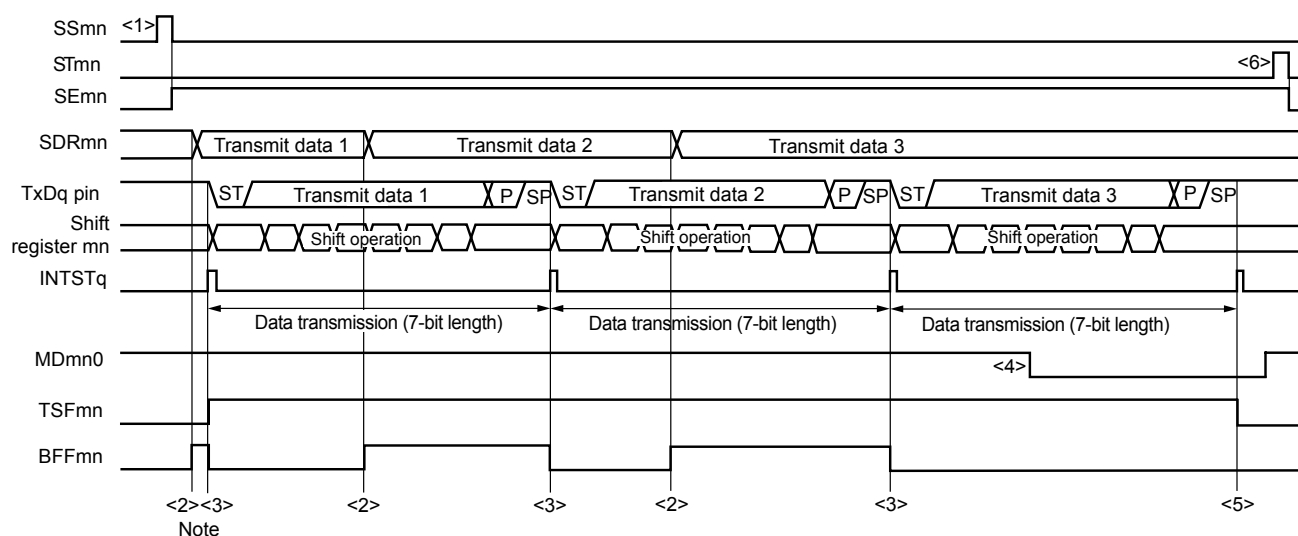 SSmn <1>
STmn <6>
SEmn
SDRmn Transmit data 1 Transmit data 2 Transmit data 3
TxDq pin ST Transmit data 1 P SP ST Transmit data 2 P SP ST Transmit data 3 P SP
Shift
register mn Shift operation Shift operation Shift operation
INTSTq
Data transmission (7-bit length) Data transmission (7-bit length) Data transmission (7-bit length)
MDmn0 <4>
TSFmn
BFFmn
<2> <3> <2> <3> <2> <3> <5>
Note